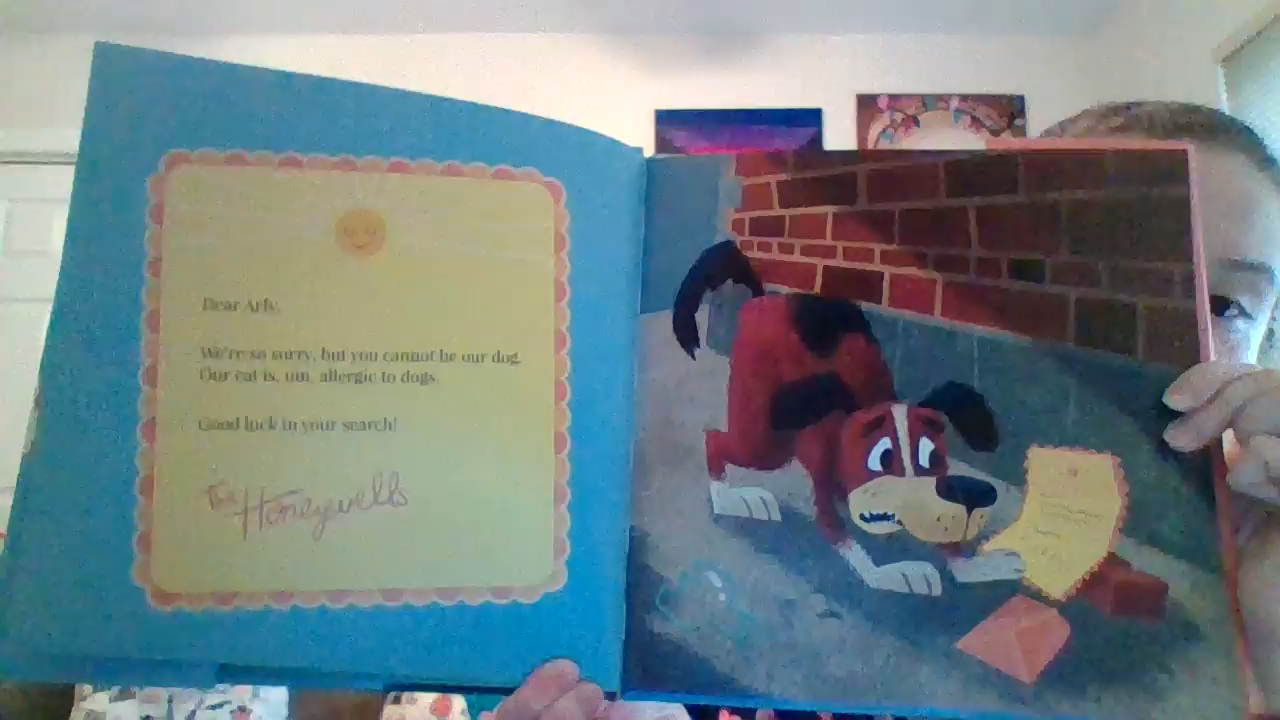 Dear Arfy,
We're so sorry, but you cannot be our dog.
Our cat is, um, allergic to dogs.
Good luck in your search!
The Honeywells